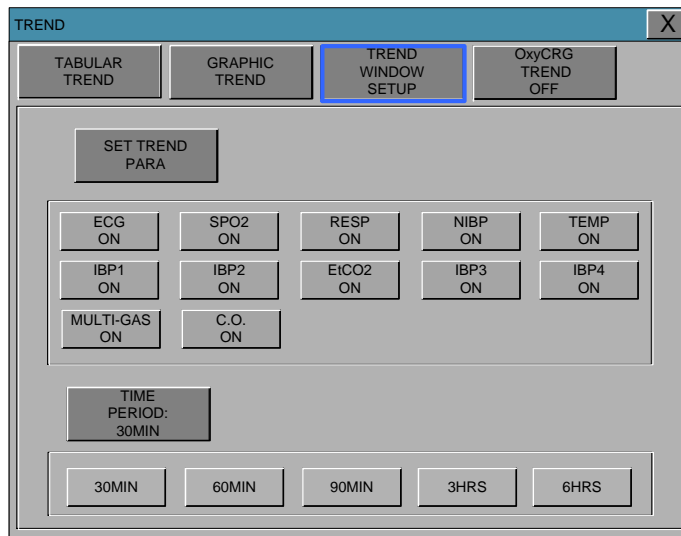 TREND X
TABULAR
TREND
GRAPHIC
TREND
TREND
WINDOW
SETUP
OxyCRG
TREND
OFF
SET TREND
PARA
ECG
ON
SPO2
ON
RESP
ON
NIBP
ON
TEMP
ON
IBP1
ON
IBP2
ON
EtCO2
ON
IBP3
ON
IBP4
ON
MULTI-GAS
ON
C.O.
ON
TIME
PERIOD:
30MIN
30MIN
60MIN
90MIN
3HRS
6HRS